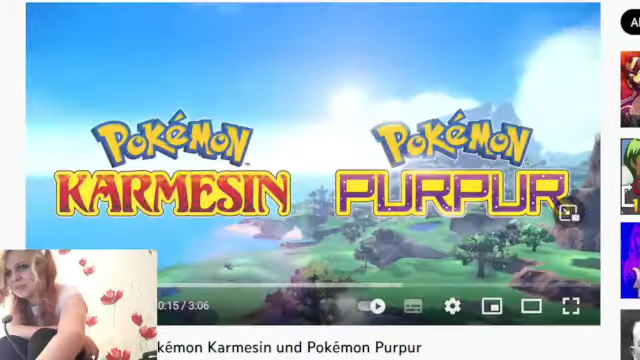 POKéMON
KARMESIN
POKéMON
PURPUR
0:15 / 3:06
kémon Karmesin und Pokémon Purpur